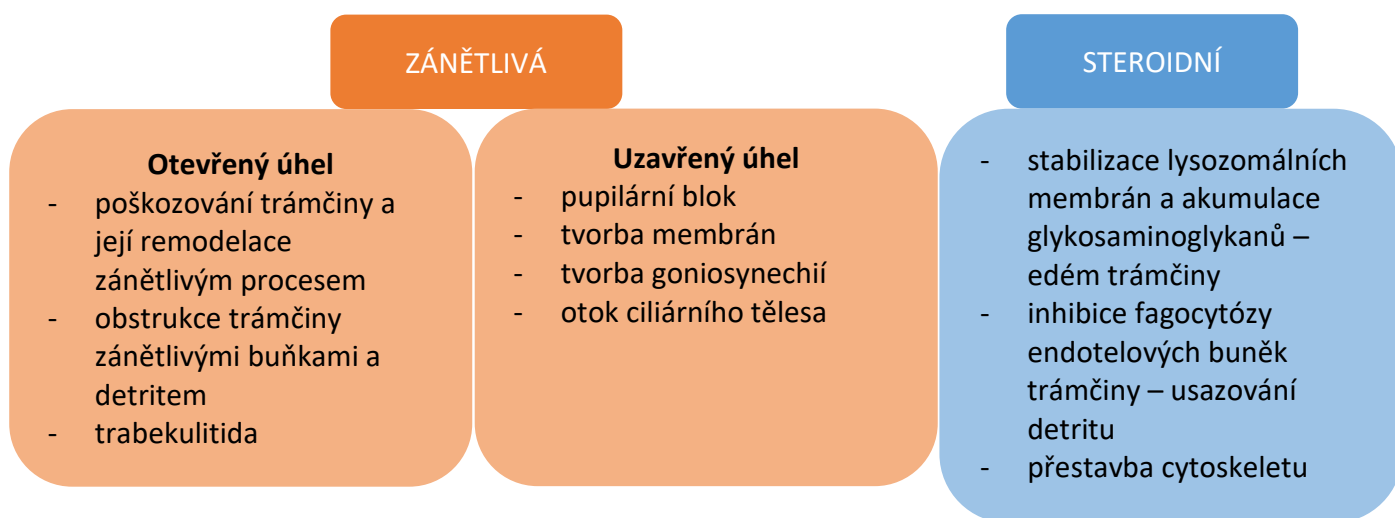 ZÁNĚTLIVÁ
Otevřený úhel
- poškozování trámčiny a
její remodelace
zánětlivým procesem
- obstrukce trámčiny
zánětlivými buňkami a
detritem
- trabekulitida
Uzavřený úhel
- pupilární blok
- tvorba membrán
- tvorba goniosynechií
- otok ciliárního tělesa
STEROIDNÍ
- stabilizace lysozomálních
membrán a akumulace
glykosaminoglykanů –
edém trámčiny
- inhibice fagocytózy
endotelových buněk
trámčiny – usazování
detritu
- přestavba cytoskeletu